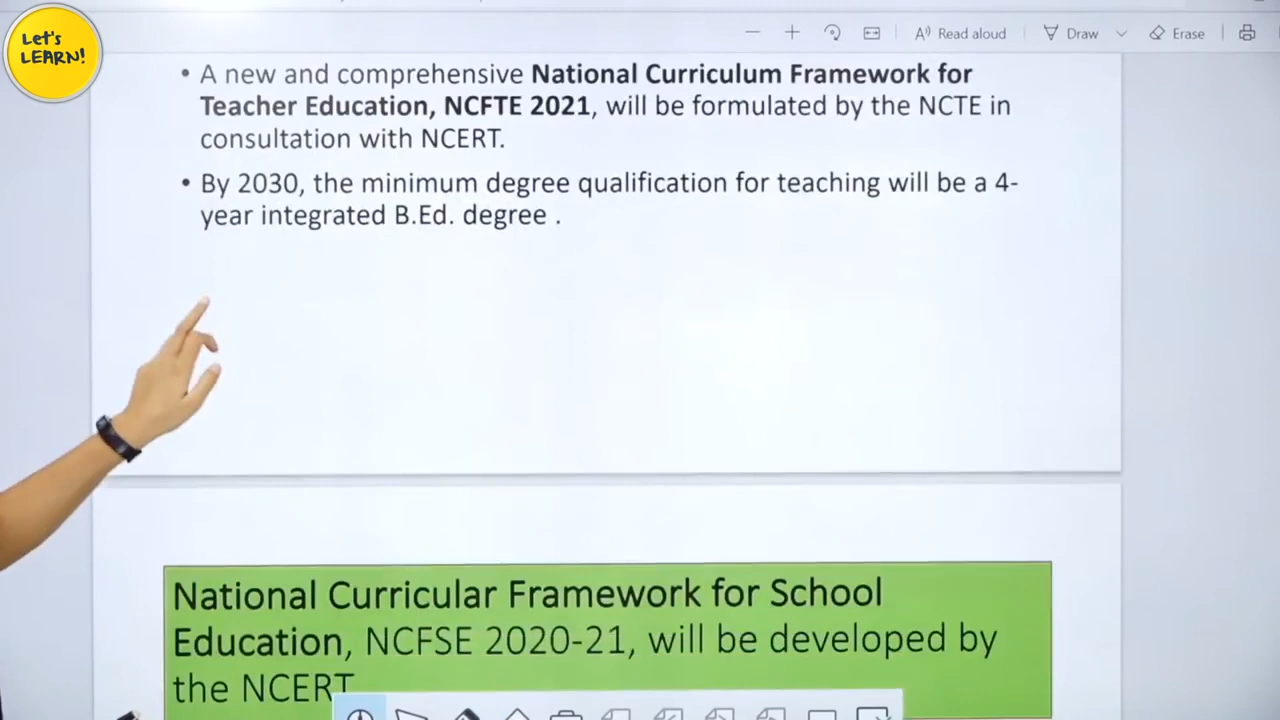 Let's
LEARN!
Read aloud
Draw
Erase
• A new and comprehensive National Curriculum Framework for
Teacher Education, NCFTE 2021, will be formulated by the NCTE in
consultation with NCERT.
• By 2030, the minimum degree qualification for teaching will be a 4-
year integrated B.Ed. degree .
National Curricular Framework for School
Education, NCFSE 2020-21, will be developed by
the NCERT